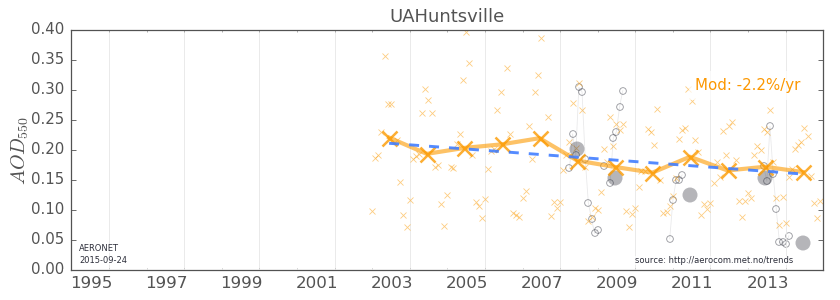 UAHuntsville
0.40
0.35
0.30
0.25
0.20
0.15
0.10
0.05
0.00
AOD550
Mod: -2.2%/yr
AERONET
2015-09-24
source: http://aerocom.met.no/trends
1995 1997 1999 2001 2003 2005 2007 2009 2011 2013